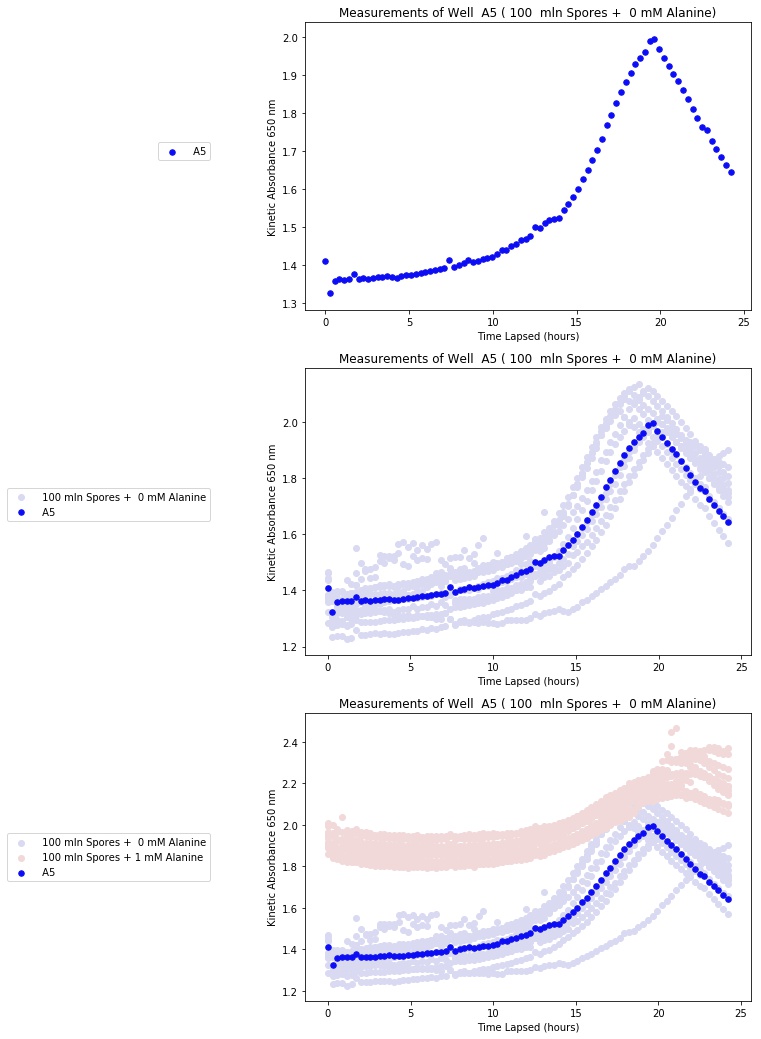 Measurements of Well  A5 ( 100  mln Spores +  0 mM Alanine)
2.0
1.9
1.8
1.7
1.6
1.5
1.4
1.3
Kinetic Absorbance 650 nm
A5
0
5
10
15
20
25
Time Lapsed (hours)
Measurements of Well  A5 ( 100  mln Spores +  0 mM Alanine)
2.0
1.8
1.6
1.4
1.2
Kinetic Absorbance 650 nm
100 mln Spores +  0 mM Alanine
A5
0
5
10
15
20
25
Time Lapsed (hours)
Measurements of Well  A5 ( 100  mln Spores +  0 mM Alanine)
2.4
2.2
2.0
1.8
1.6
1.4
1.2
Kinetic Absorbance 650 nm
100 mln Spores +  0 mM Alanine
100 mln Spores + 1 mM Alanine
A5
0
5
10
15
20
25
Time Lapsed (hours)